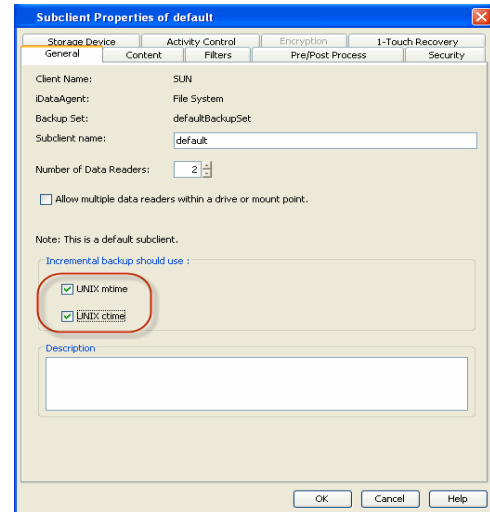 Subclient Properties of default
Storage Device Activity Control Encryption 1-Touch Recovery
General Content Filters Pre/Post Process Security
Client Name: SUN
iDataAgent: File System
Backup Set: defaultBackupSet
Subclient name: default
Number of Data Readers: 2
Allow multiple data readers within a drive or mount point.
Note: This is a default subclient.
Incremental backup should use :
UNIX mtime
UNIX ctime
Description
OK Cancel Help